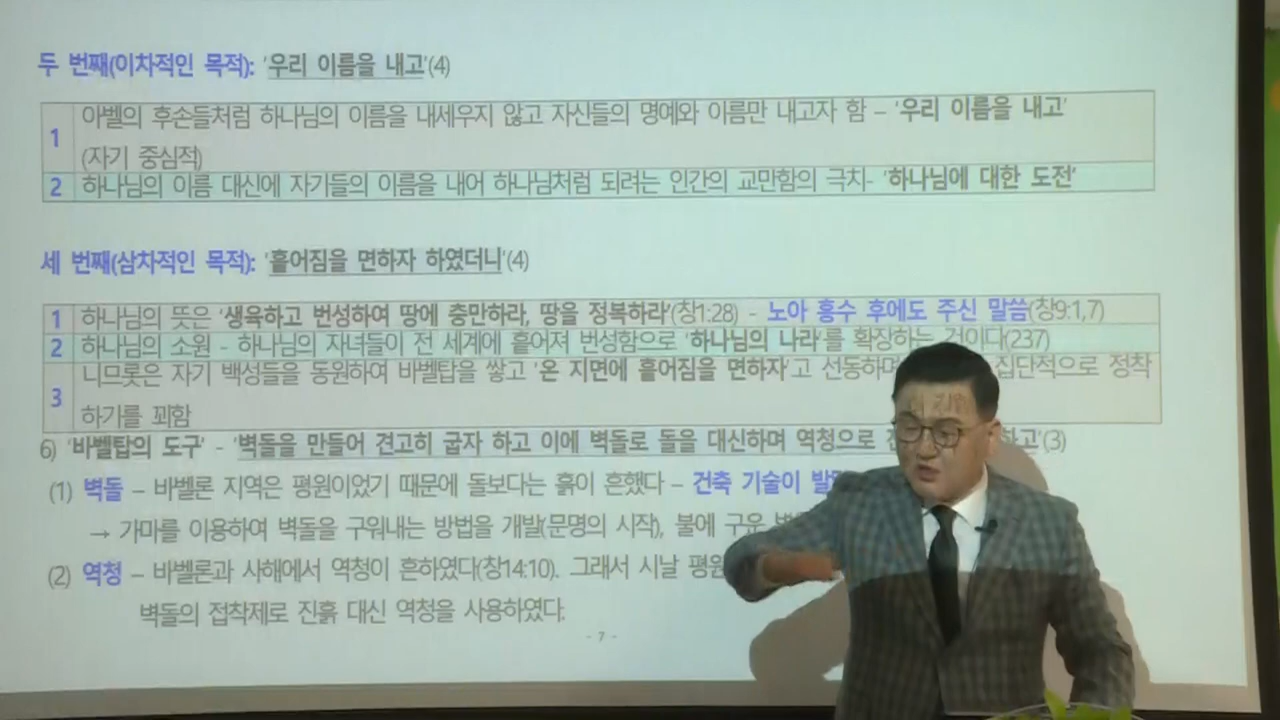 두 번째(이차적인 목적): '우리 이름을 내고'(4)
1
아벨의 후손들처럼 하나님의 이름을 내세우지 않고 자신들의 명예와 이름만 내고자 함 – '우리 이름을 내고'
(자기 중심적)
2 하나님의 이름 대신에 자기들의 이름을 내어 하나님처럼 되려는 인간의 교만함의 극치- '하나님에 대한 도전'
세 번째(삼차적인 목적): '흩어짐을 면하자 하였더니'(4)
1 하나님의 뜻은 '생육하고 번성하여 땅에 충만하라, 땅을 정복하라'(창1:28) - 노아 홍수 후에도 주신 말씀(창9:1,7)
2 하나님의 소원 - 하나님의 자녀들이 전 세계에 흩어져 번성함으로 '하나님의 나라'를 확장하는 것이다(237)
3
니므롯은 자기 백성들을 동원하여 바벨탑을 쌓고 '온 지면에 흩어짐을 면하자'고 선동하며 집단적으로 정착
하기를 꾀함
6) '바벨탑의 도구' - '벽돌을 만들어 견고히 굽자 하고 이에 벽돌로 돌을 대신하며 역청으로 하고'(3)
(1) 벽돌 – 바벨론 지역은 평원이었기 때문에 돌보다는 흙이 흔했다 – 건축 기술이
→ 가마를 이용하여 벽돌을 구워내는 방법을 개발(문명의 시작), 불에 구운
(2) 역청 – 바벨론과 사해에서 역청이 흔하였다(창14:10). 그래서 시날
벽돌의 접착제로 진흙 대신 역청을 사용하였다.
- 7 -